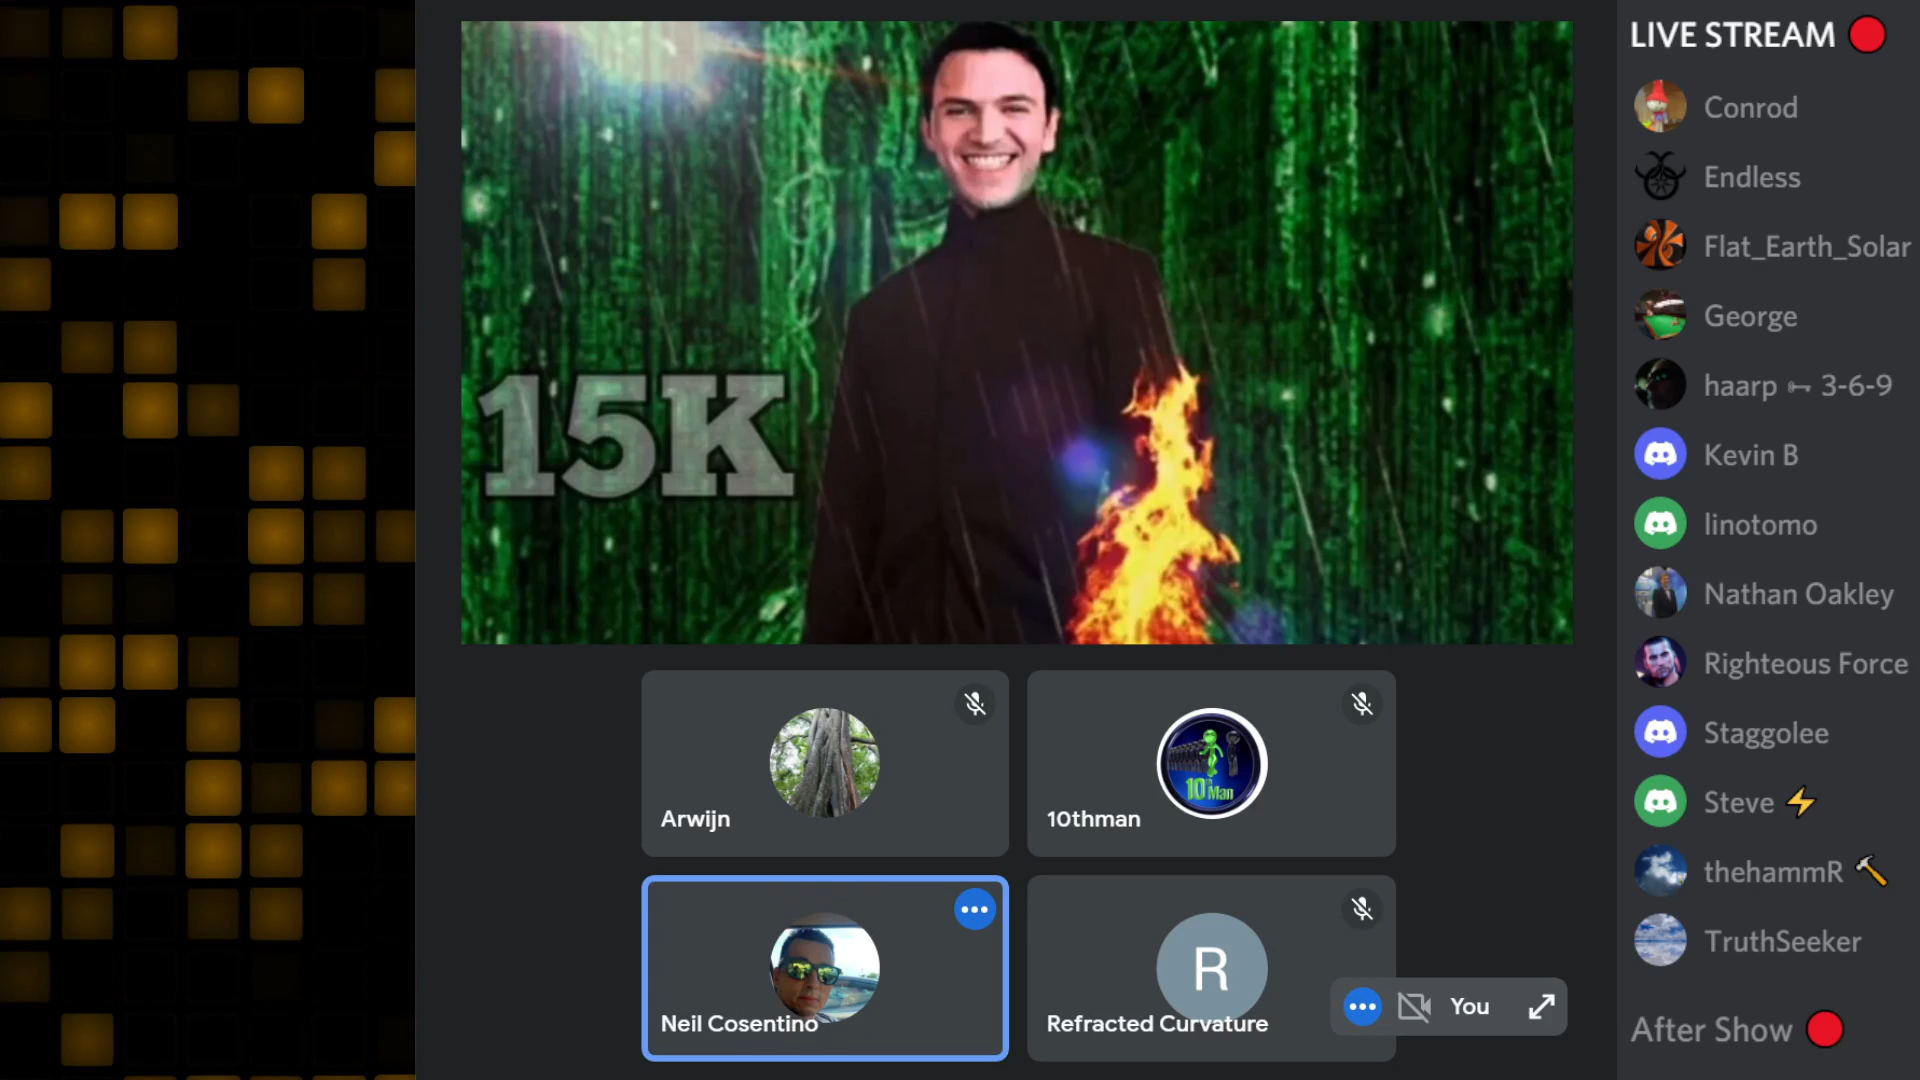 LIVE STREAM
Conrod
Endless
Flat_Earth_Solar
George
haarp 3-6-9
Kevin B
linotomo
Nathan Oakley
Righteous Force
Staggolee
Steve
thehammR
TruthSeeker
After Show
15K
Arwijn
10thman
10th Man
Neil Cosentino
R
Refracted Curvature
You